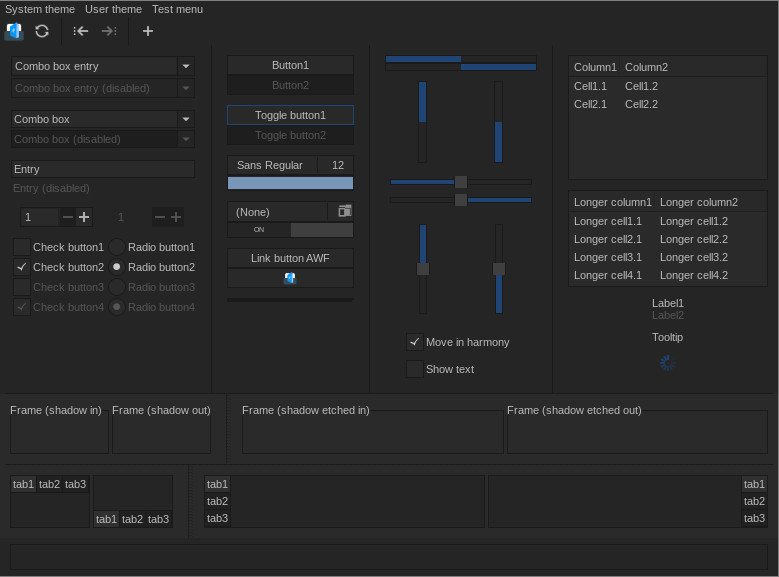 System theme User theme Test menu
Combo box entry
Combo box entry (disabled)
Combo box
Combo box (disabled)
Entry
Entry (disabled)
1 1
Check button1 Radio button1
Check button2 Radio button2
Check button3 Radio button3
Check button4 Radio button4
Button1
Button2
Toggle button1
Toggle button2
Sans Regular 12
(None)
ON
Link button AWF
Move in harmony
Show text
Column1 Column2
Cell1.1 Cell1.2
Cell2.1 Cell2.2
Longer column1 Longer column2
Longer cell1.1 Longer cell1.2
Longer cell2.1 Longer cell2.2
Longer cell3.1 Longer cell3.2
Longer cell4.1 Longer cell4.2
Label1
Label2
Tooltip
Frame (shadow in) Frame (shadow out) Frame (shadow etched in) Frame (shadow etched out)
tab1 tab2 tab3
tab1 tab2 tab3
tab1
tab2
tab3
tab1
tab2
tab3